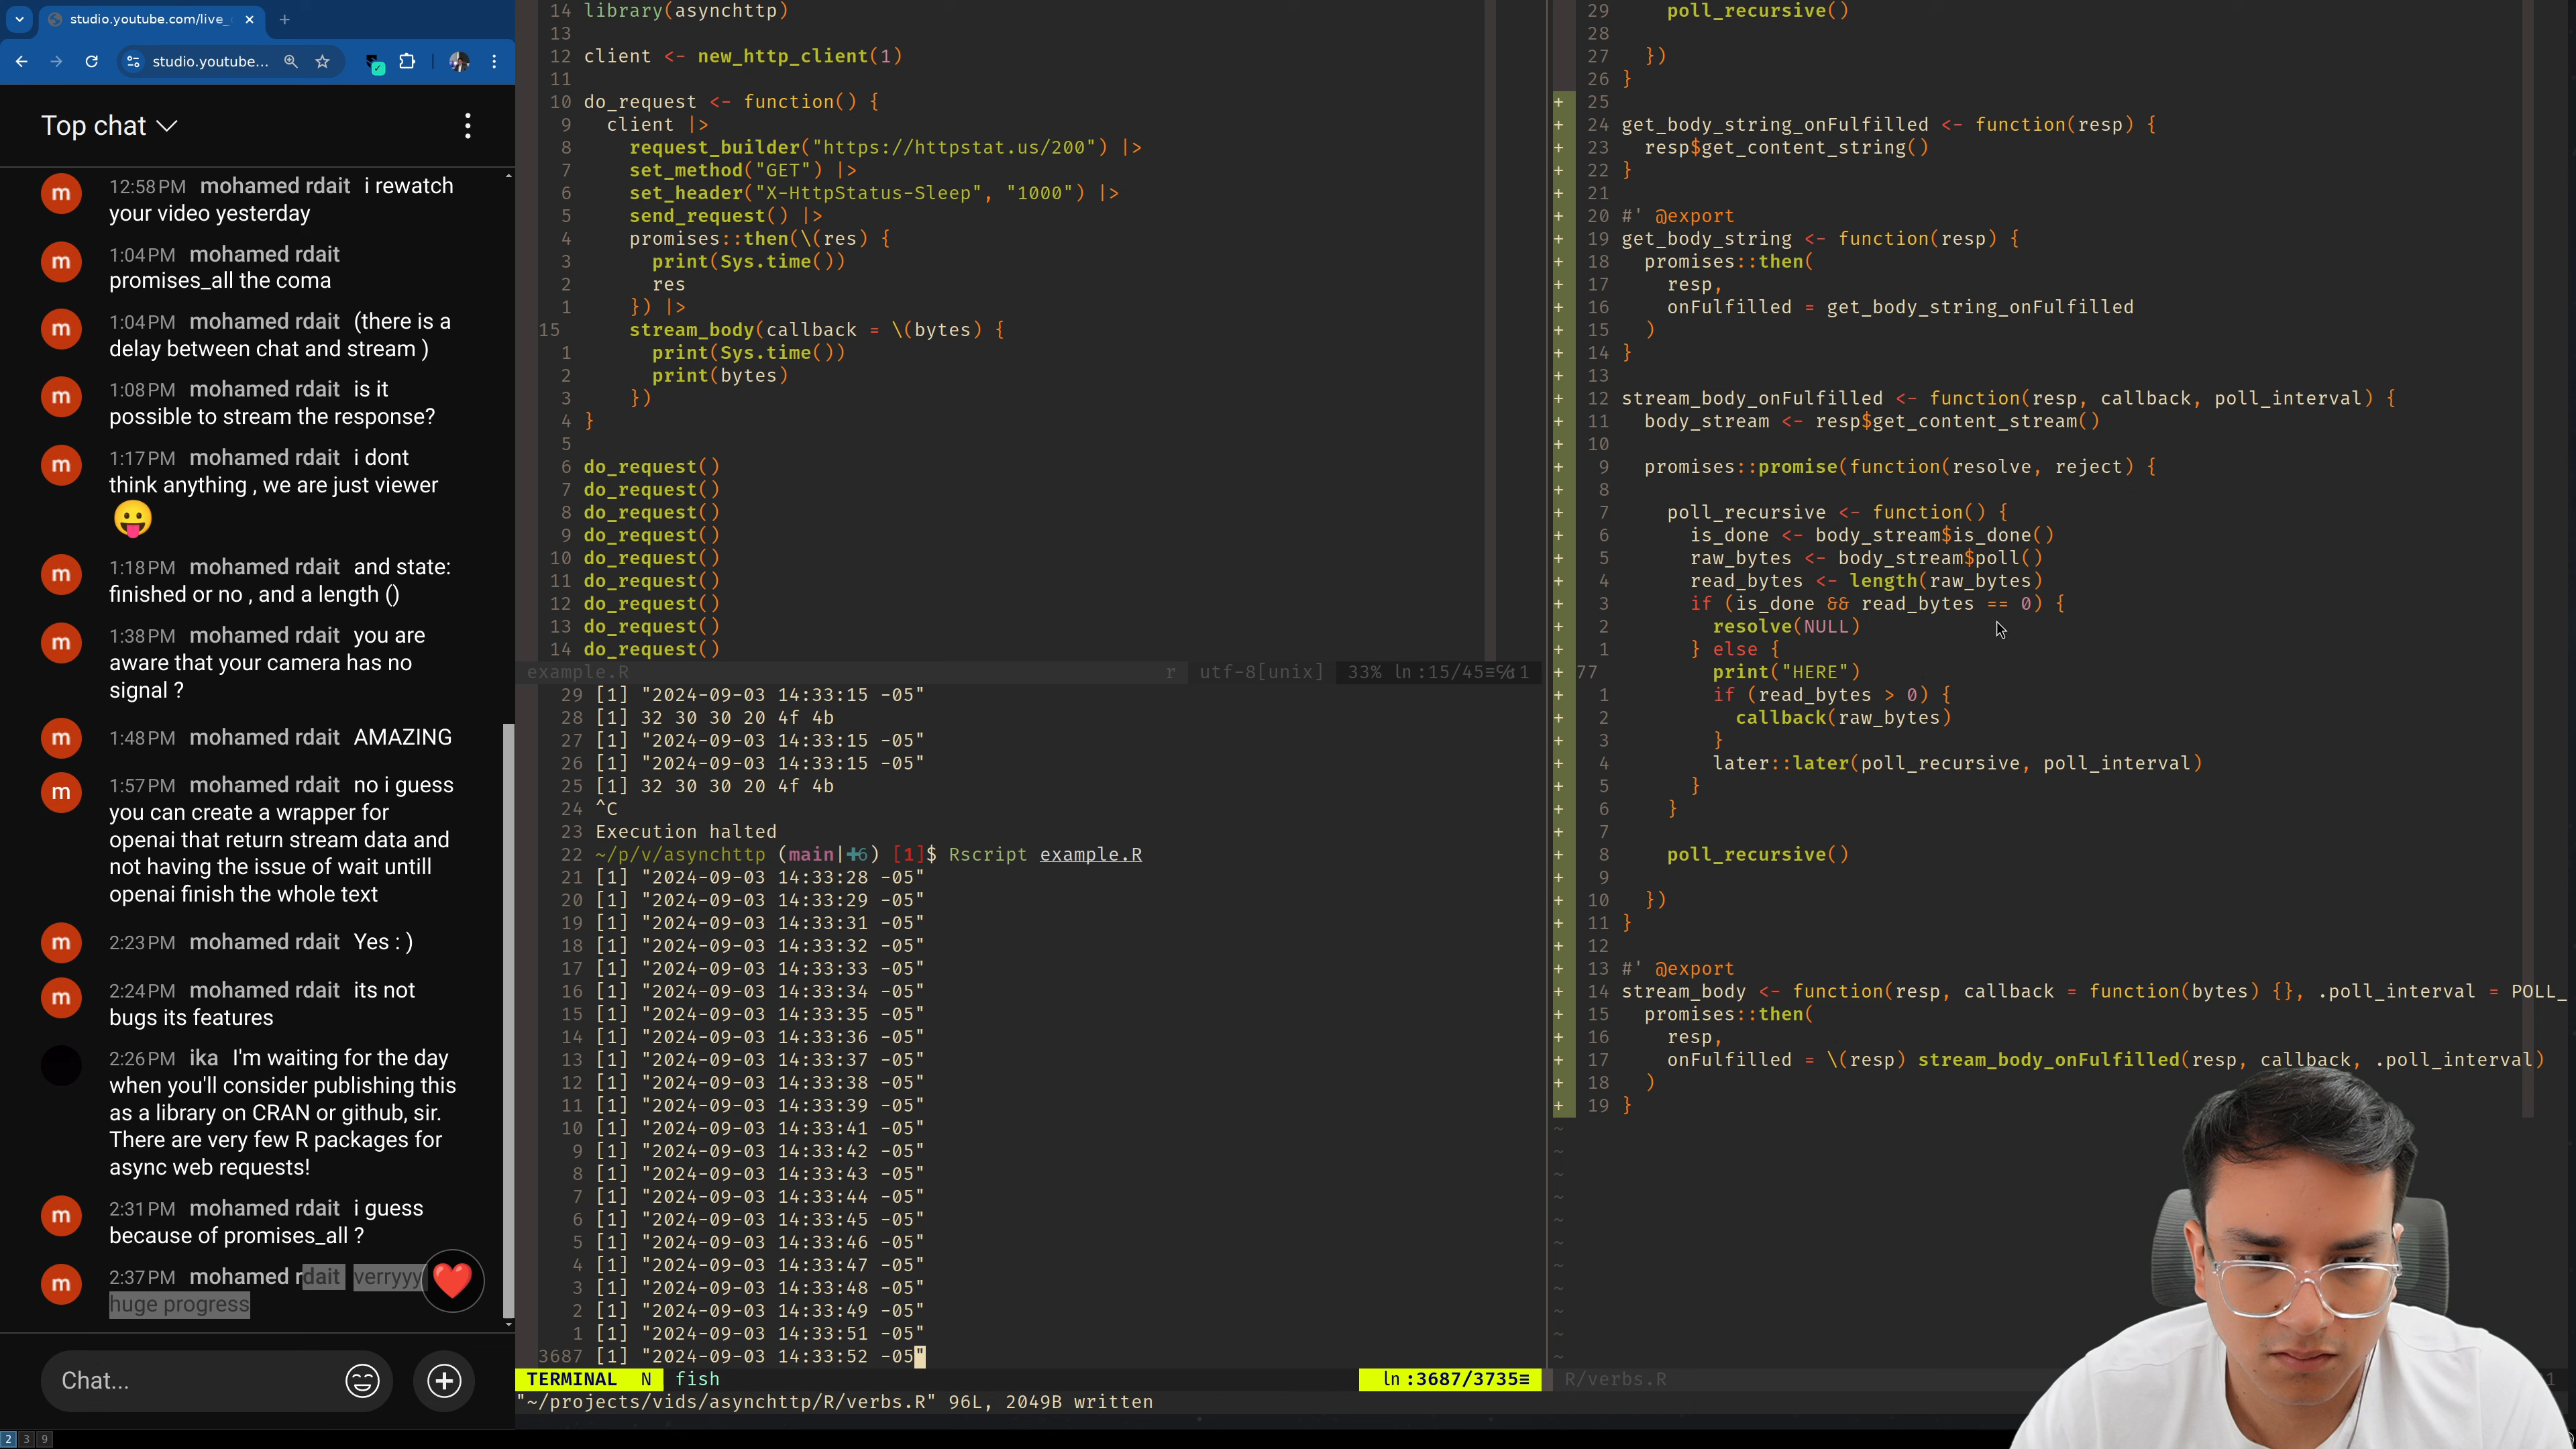 studio.youtube.com/live_
studio.youtube...
Top chat
12:58 PM mohamed rdait i rewatch
your video yesterday
1:04 PM mohamed rdait
promises_all the coma
1:04 PM mohamed rdait (there is a
delay between chat and stream )
1:08 PM mohamed rdait is it
possible to stream the response?
1:17 PM mohamed rdait i dont
think anything , we are just viewer
1:18 PM mohamed rdait and state:
finished or no , and a length ()
1:38 PM mohamed rdait you are
aware that your camera has no
signal ?
1:48 PM mohamed rdait AMAZING
1:57 PM mohamed rdait no i guess
you can create a wrapper for
openai that return stream data and
not having the issue of wait untill
openai finish the whole text
2:23 PM mohamed rdait Yes : )
2:24 PM mohamed rdait its not
bugs its features
2:26 PM ika I'm waiting for the day
when you'll consider publishing this
as a library on CRAN or github, sir.
There are very few R packages for
async web requests!
2:31 PM mohamed rdait i guess
because of promises_all ?
2:37 PM mohamed rdait verryyy
huge progress
Chat...
2 3 9
14 library(asynchttp)
13
12 client <- new_http_client(1)
11
10 do_request <- function() {
9 client |>
8 request_builder("https://httpstat.us/200") |>
7 set_method("GET") |>
6 set_header("X-HttpStatus-Sleep", "1000") |>
5 send_request() |>
4 promises::then(\(res) {
3 print(Sys.time())
2 res
1 }) |>
15 stream_body(callback = \(bytes) {
1 print(Sys.time())
2 print(bytes)
3 })
4 }
5
6 do_request()
7 do_request()
8 do_request()
9 do_request()
10 do_request()
11 do_request()
12 do_request()
13 do_request()
14 do_request()
example.R r utf-8[unix] 33% ln :15/45
29 [1] "2024-09-03 14:33:15 -05"
28 [1] 32 30 30 20 4f 4b
27 [1] "2024-09-03 14:33:15 -05"
26 [1] "2024-09-03 14:33:15 -05"
25 [1] 32 30 30 20 4f 4b
24 ^C
23 Execution halted
22 ~/p/v/asynchttp (main|✚6) [1]$ Rscript example.R
21 [1] "2024-09-03 14:33:28 -05"
20 [1] "2024-09-03 14:33:29 -05"
19 [1] "2024-09-03 14:33:31 -05"
18 [1] "2024-09-03 14:33:32 -05"
17 [1] "2024-09-03 14:33:33 -05"
16 [1] "2024-09-03 14:33:34 -05"
15 [1] "2024-09-03 14:33:35 -05"
14 [1] "2024-09-03 14:33:36 -05"
13 [1] "2024-09-03 14:33:37 -05"
12 [1] "2024-09-03 14:33:38 -05"
11 [1] "2024-09-03 14:33:39 -05"
10 [1] "2024-09-03 14:33:41 -05"
9 [1] "2024-09-03 14:33:42 -05"
8 [1] "2024-09-03 14:33:43 -05"
7 [1] "2024-09-03 14:33:44 -05"
6 [1] "2024-09-03 14:33:45 -05"
5 [1] "2024-09-03 14:33:46 -05"
4 [1] "2024-09-03 14:33:47 -05"
3 [1] "2024-09-03 14:33:48 -05"
2 [1] "2024-09-03 14:33:49 -05"
1 [1] "2024-09-03 14:33:51 -05"
3687 [1] "2024-09-03 14:33:52 -05"
TERMINAL N fish ln :3687/3735≡
"~/projects/vids/asynchttp/R/verbs.R" 96L, 2049B written
29 poll_recursive()
28
27 })
26 }
+ 25
+ 24 get_body_string_onFulfilled <- function(resp) {
+ 23 resp$get_content_string()
+ 22 }
+ 21
+ 20 #' @export
+ 19 get_body_string <- function(resp) {
+ 18 promises::then(
+ 17 resp,
+ 16 onFulfilled = get_body_string_onFulfilled
+ 15 )
+ 14 }
+ 13
+ 12 stream_body_onFulfilled <- function(resp, callback, poll_interval) {
+ 11 body_stream <- resp$get_content_stream()
+ 10
+ 9 promises::promise(function(resolve, reject) {
+ 8
+ 7 poll_recursive <- function() {
+ 6 is_done <- body_stream$is_done()
+ 5 raw_bytes <- body_stream$poll()
+ 4 read_bytes <- length(raw_bytes)
+ 3 if (is_done && read_bytes == 0) {
+ 2 resolve(NULL)
+ 1 } else {
+ 77 print("HERE")
+ 1 if (read_bytes > 0) {
+ 2 callback(raw_bytes)
+ 3 }
+ 4 later::later(poll_recursive, poll_interval)
+ 5 }
+ 6 }
+ 7
+ 8 poll_recursive()
+ 9
+ 10 })
+ 11 }
+ 12
+ 13 #' @export
+ 14 stream_body <- function(resp, callback = function(bytes) {}, .poll_interval = POLL_
+ 15 promises::then(
+ 16 resp,
+ 17 onFulfilled = \(resp) stream_body_onFulfilled(resp, callback, .poll_interval)
+ 18 )
+ 19 }
R/verbs.R